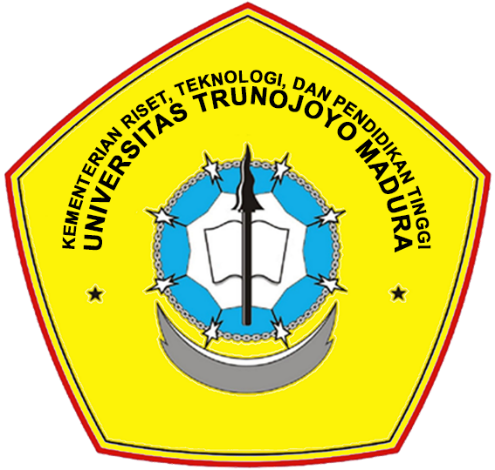 KEMENTERIAN RISET, TEKNOLOGI, DAN PENDIDIKAN TINGGI
UNIVERSITAS TRUNOJOYO MADURA